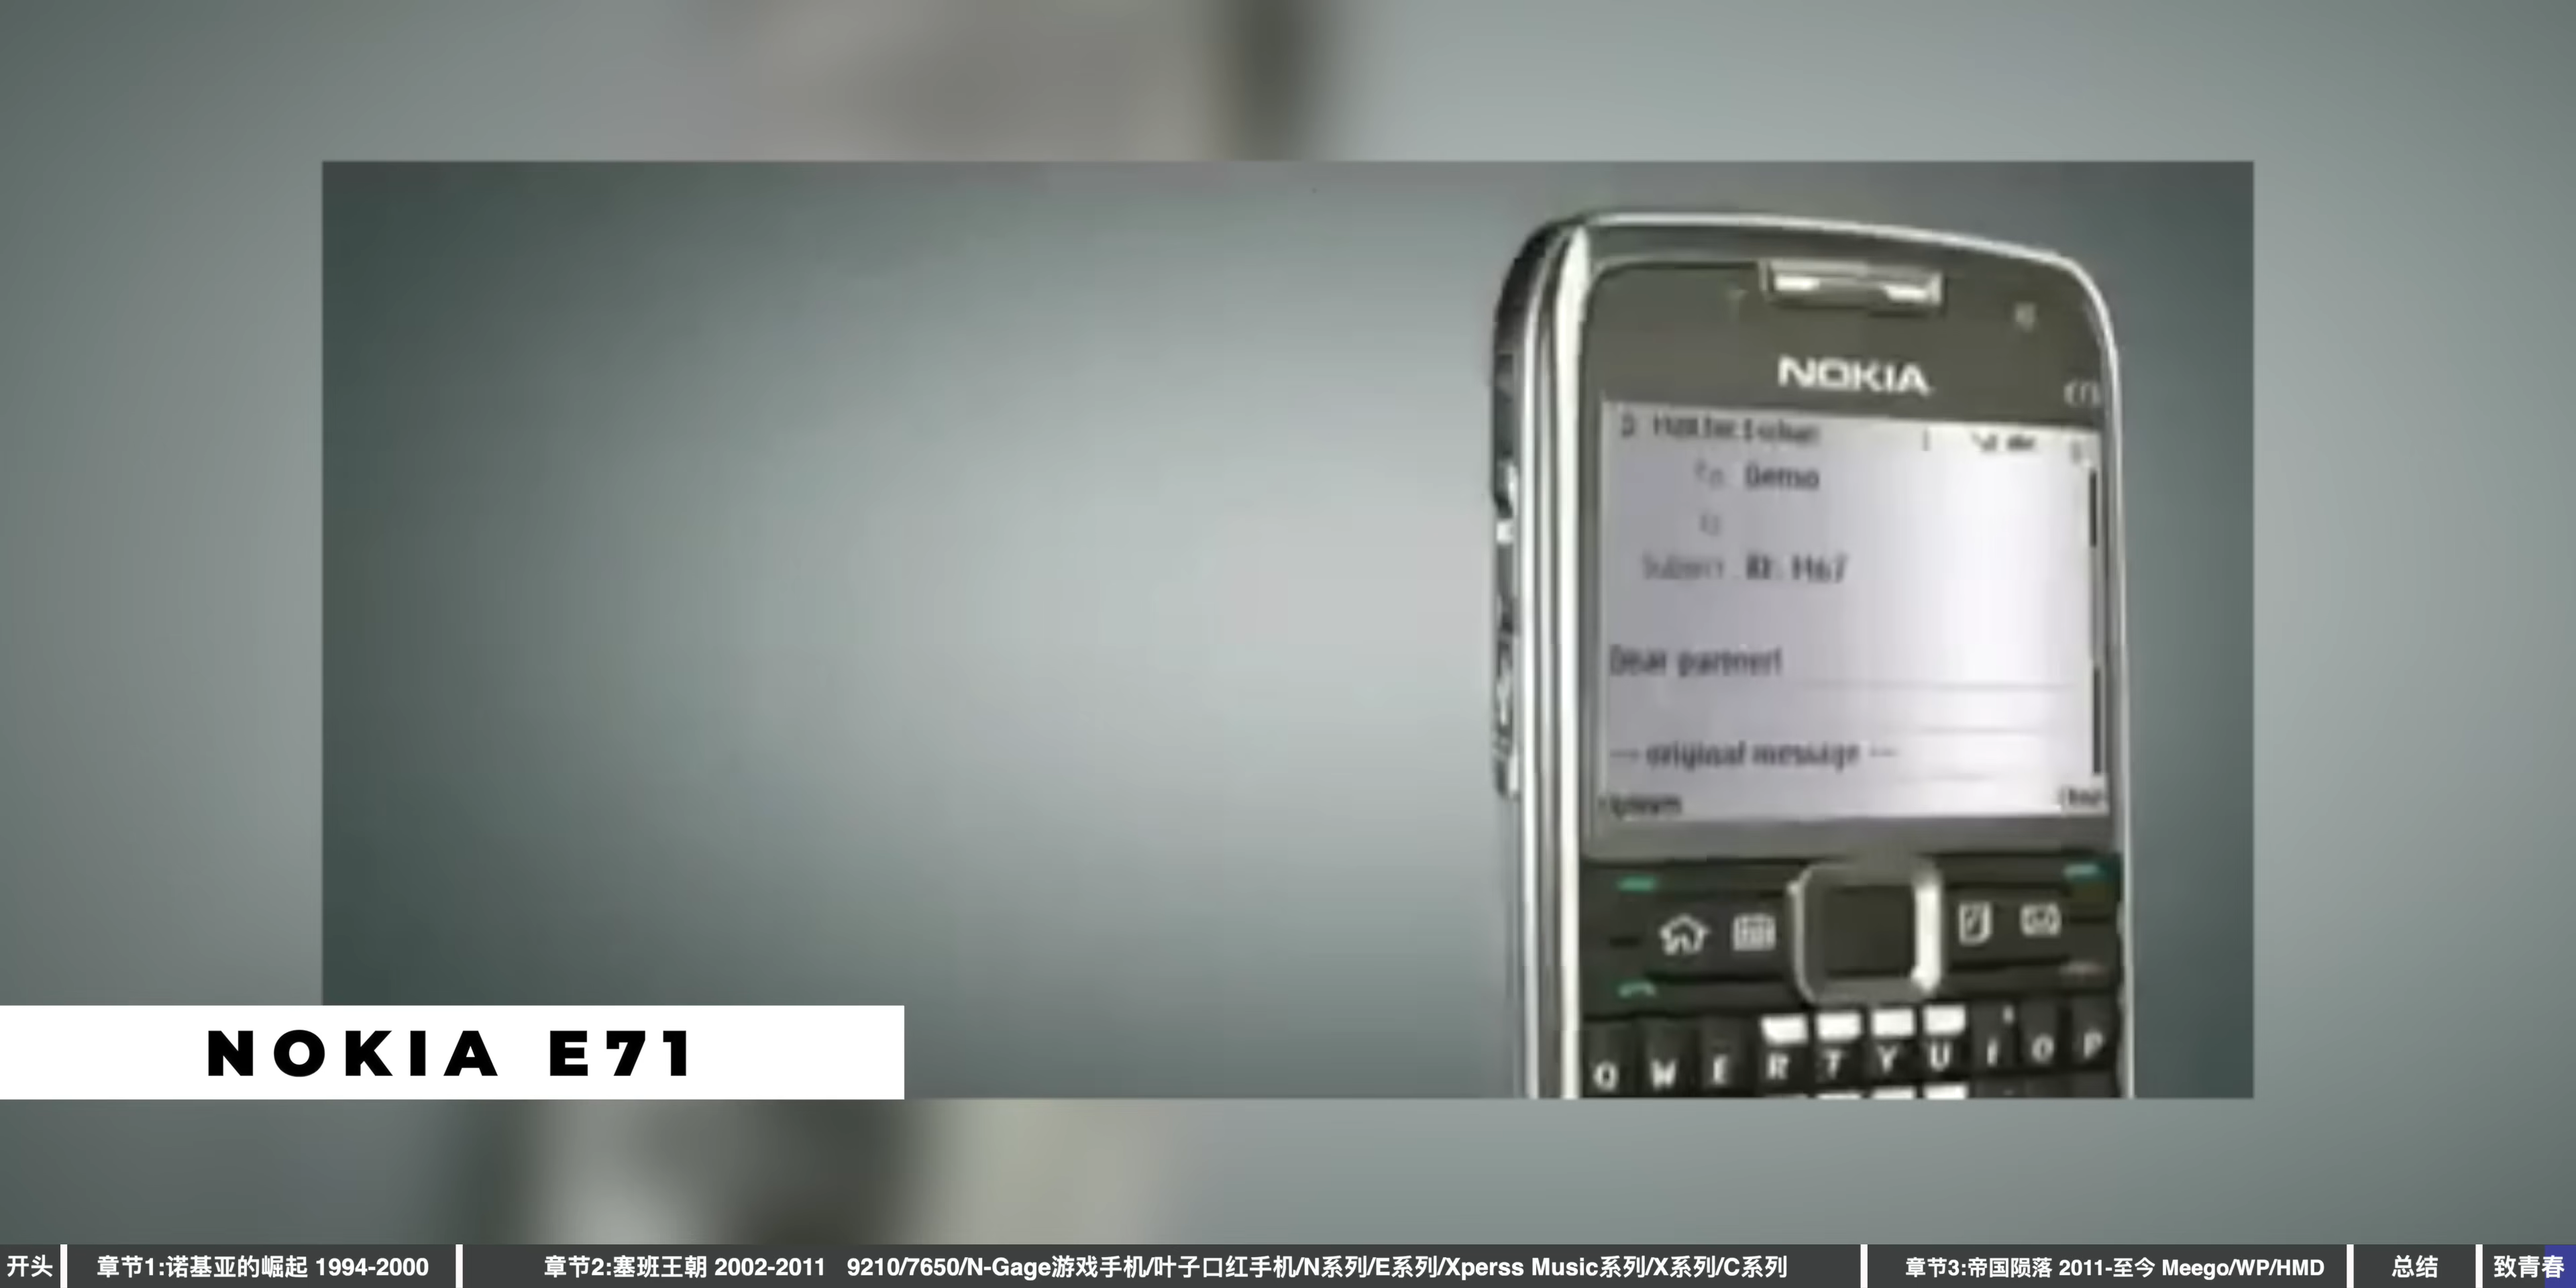 NOKIA
To Demo
Subject
Dear partner!
--- original message ---
Q W E R T Y U I O P
NOKIA E71
开头
章节1:诺基亚的崛起 1994-2000
章节2:塞班王朝 2002-2011 9210/7650/N-Gage游戏手机/叶子口红手机/N系列/E系列/Xperss Music系列/X系列/C系列
章节3:帝国陨落 2011-至今 Meego/WP/HMD
总结
致青春